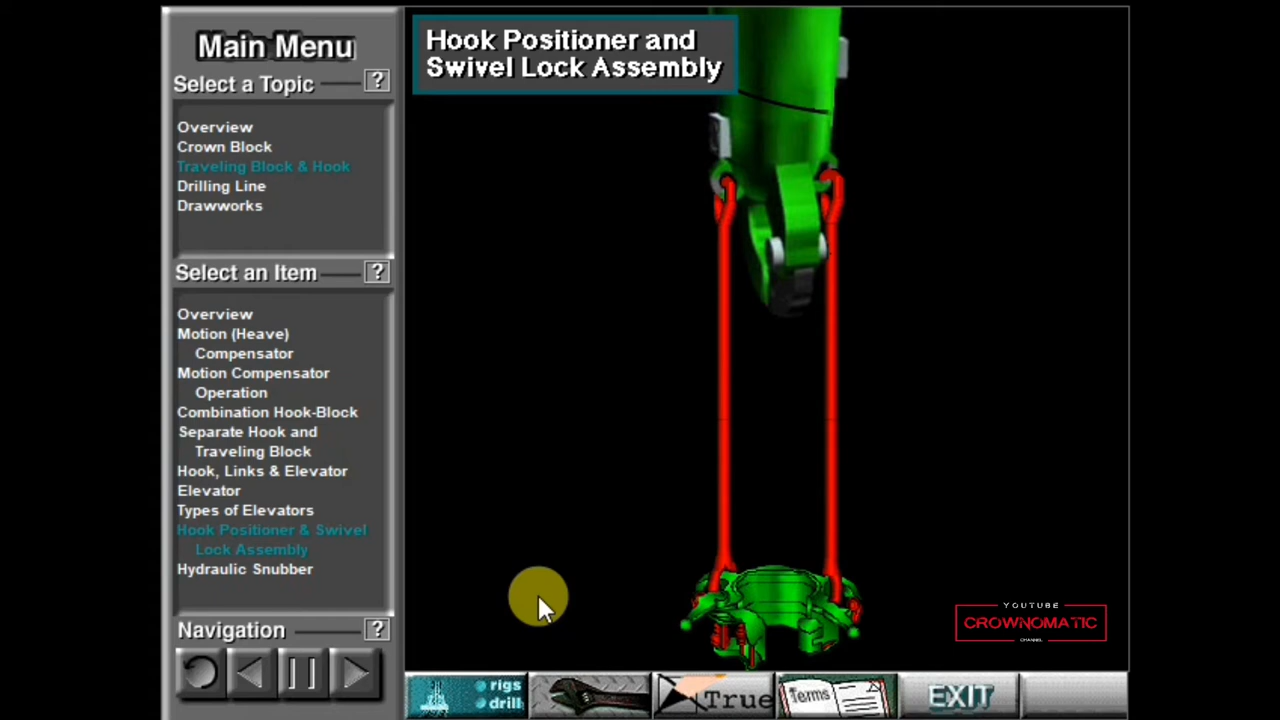 Main Menu
Select a Topic
?
Overview
Crown Block
Traveling Block & Hook
Drilling Line
Drawworks
Select an Item
?
Overview
Motion (Heave)
Compensator
Motion Compensator
Operation
Combination Hook-Block
Separate Hook and
Traveling Block
Hook, Links & Elevator
Elevator
Types of Elevators
Hook Positioner & Swivel
Lock Assembly
Hydraulic Snubber
Navigation
?
Hook Positioner and
Swivel Lock Assembly
YOUTUBE
CROWNOMATIC
CHANNEL
rigs
drill
True
Terms
EXIT